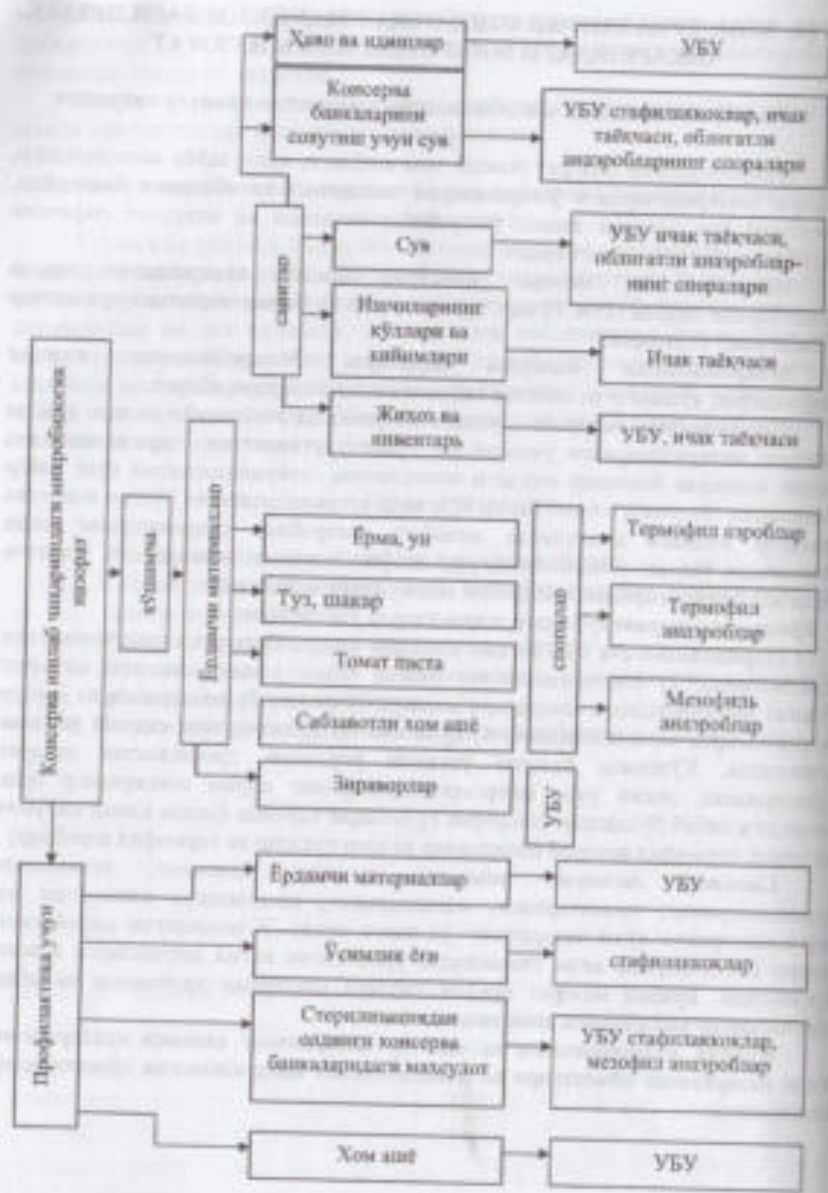 Ҳаво ва идишлар
УБУ
Консерва
банкаларини
совутиш учун сув
УБУ стафилаккоклар, ичак
таёқчаси, облигатли
анаэробларнинг споралари
санитар
Сув
УБУ ичак таёқчаси,
облигатли анаэроблар-
нинг споралари
Ишчиларнинг
қўллари ва
кийимлари
Ичак таёқчаси
Жиҳоз ва
инвентарь
УБУ, ичак таёқчаси
Консерва ишлаб чиқаришдаги микробиологик
назорат
қўшимча
Ёрдамчи материаллар
Ёрма, ун
Туз, шакар
Томат паста
Сабзавотли хом ашё
Зираворлар
споралар
УБУ
Термофил аэроблар
Термофил
анаэроблар
Мезофиль
анаэроблар
Профилактика учун
Ёрдамчи материаллар
УБУ
Ўсимлик ёғи
стафилаккоклар
Стерилизациядан
олдинги консерва
банкаларидаги маҳсулот
УБУ стафилаккоклар,
мезофил анаэроблар
Хом ашё
УБУ